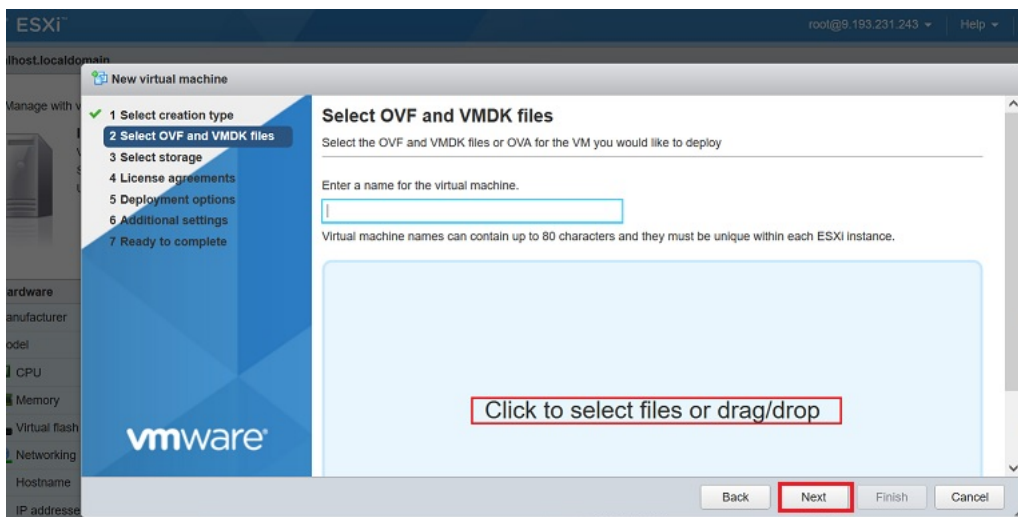 ESXi™
root@9.193.231.243
Help
lhost.localdomain
New virtual machine
Manage with v
1 Select creation type
2 Select OVF and VMDK files
3 Select storage
4 License agreements
5 Deployment options
6 Additional settings
7 Ready to complete
vmware®
Select OVF and VMDK files
Select the OVF and VMDK files or OVA for the VM you would like to deploy
Enter a name for the virtual machine.
Virtual machine names can contain up to 80 characters and they must be unique within each ESXi instance.
Click to select files or drag/drop
ardware
anufacturer
odel
CPU
Memory
Virtual flash
Networking
Hostname
IP addresse
Back
Next
Finish
Cancel